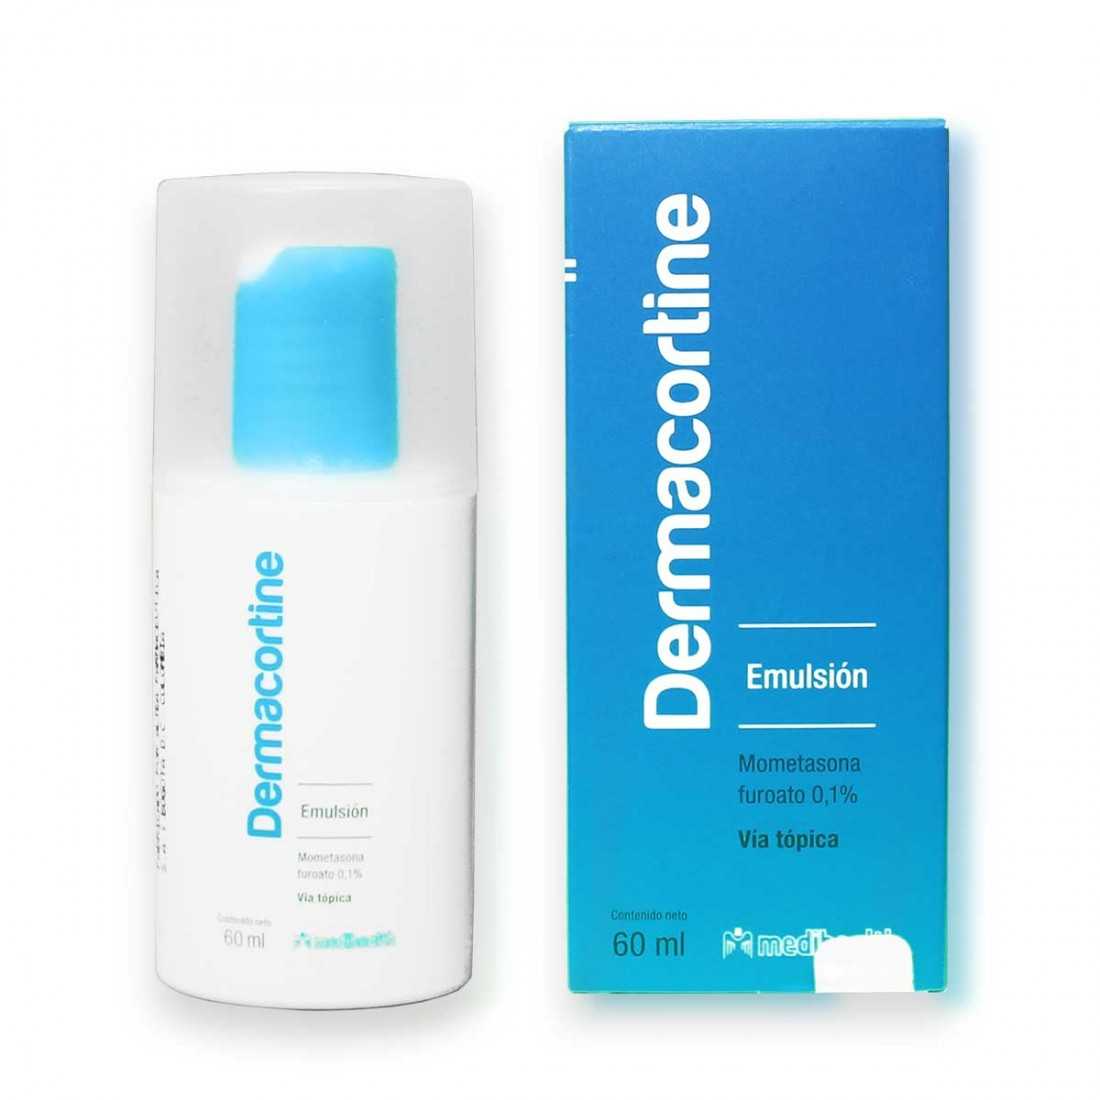 Dermacortine
Emulsión
Mometasona
furoato 0,1%
Vía tópica
Contenido neto
60 ml
Dermacortine
Emulsión
Mometasona
furoato 0,1%
Vía tópica
Contenido neto
60 ml